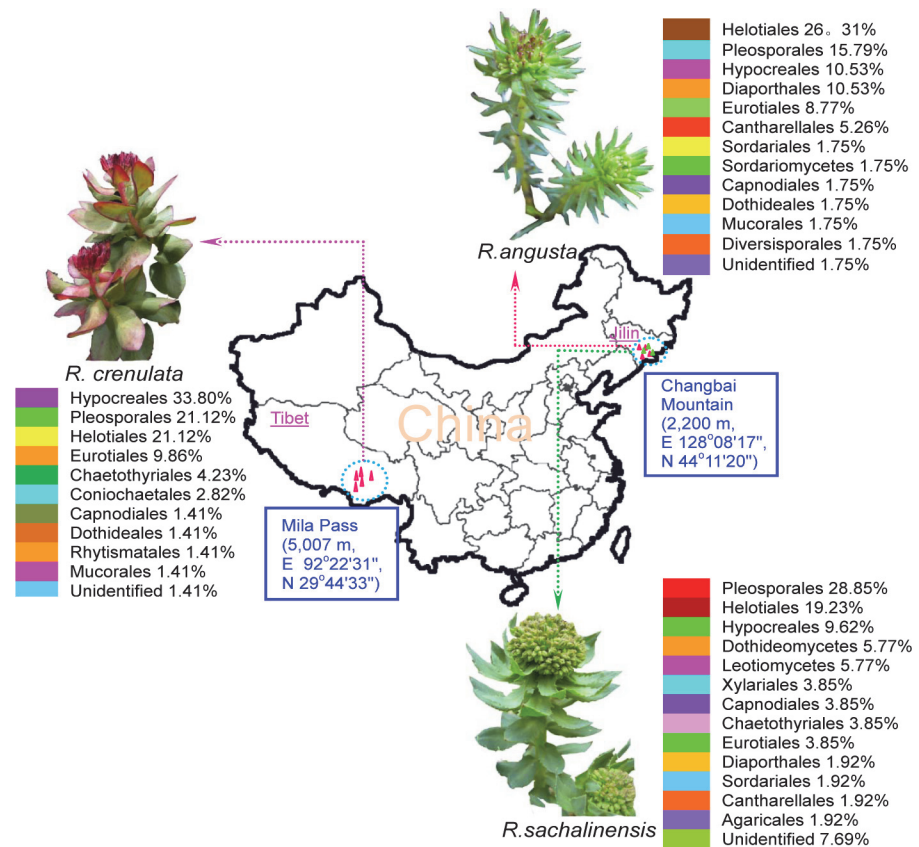 Helotiales 26。31%
Pleosporales 15.79%
Hypocreales 10.53%
Diaporthales 10.53%
Eurotiales 8.77%
Cantharellales 5.26%
Sordariales 1.75%
Sordariomycetes 1.75%
Capnodiales 1.75%
Dothideales 1.75%
Mucorales 1.75%
Diversisporales 1.75%
Unidentified 1.75%
R.angusta
R. crenulata
Hypocreales 33.80%
Pleosporales 21.12%
Helotiales 21.12%
Eurotiales 9.86%
Chaetothyriales 4.23%
Coniochaetales 2.82%
Capnodiales 1.41%
Dothideales 1.41%
Rhytismatales 1.41%
Mucorales 1.41%
Unidentified 1.41%
Tibet
China
Jilin
Changbai
Mountain
(2,200 m,
E 128°08'17",
N 44°11'20")
Mila Pass
(5,007 m,
E 92°22'31",
N 29°44'33")
Pleosporales 28.85%
Helotiales 19.23%
Hypocreales 9.62%
Dothideomycetes 5.77%
Leotiomycetes 5.77%
Xylariales 3.85%
Capnodiales 3.85%
Chaetothyriales 3.85%
Eurotiales 3.85%
Diaporthales 1.92%
Sordariales 1.92%
Cantharellales 1.92%
Agaricales 1.92%
Unidentified 7.69%
R.sachalinensis